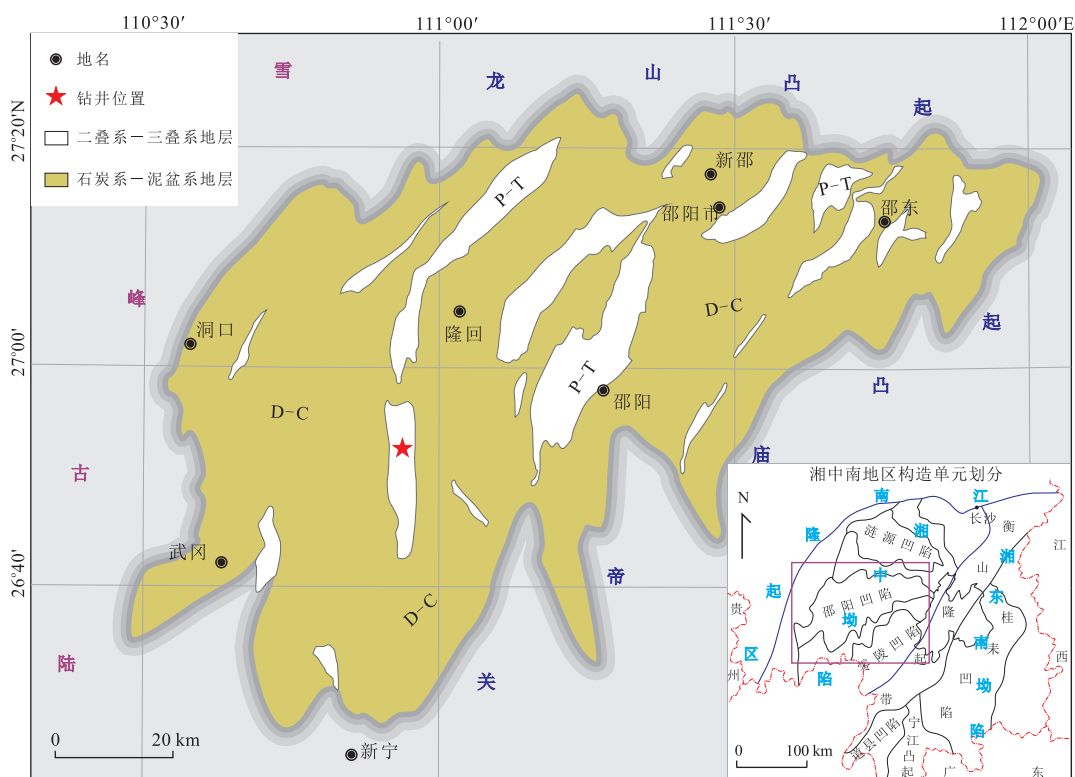 110°30′
111°00′
111°30′
112°00′E
27°20′N
27°00′
26°40′
地名
钻井位置
二叠系－三叠系地层
石炭系－泥盆系地层
雪
峰
古
陆
龙
山
凸
起
关
帝
庙
凸
起
P-T
P-T
P-T
D-C
D-C
D-C
新邵
邵阳市
邵东
洞口
隆回
邵阳
武冈
新宁
0
20 km
湘中南地区构造单元划分
N
江
南
隆
起
区
湘
中
坳
陷
湘
东
南
坳
陷
长沙
涟源凹陷
邵阳凹陷
零陵凹陷
衡
山
隆
起
带
桂
耒
凹
陷
道县凹陷
宁
江
凸
起
贵
州
江
西
广
东
0
100 km